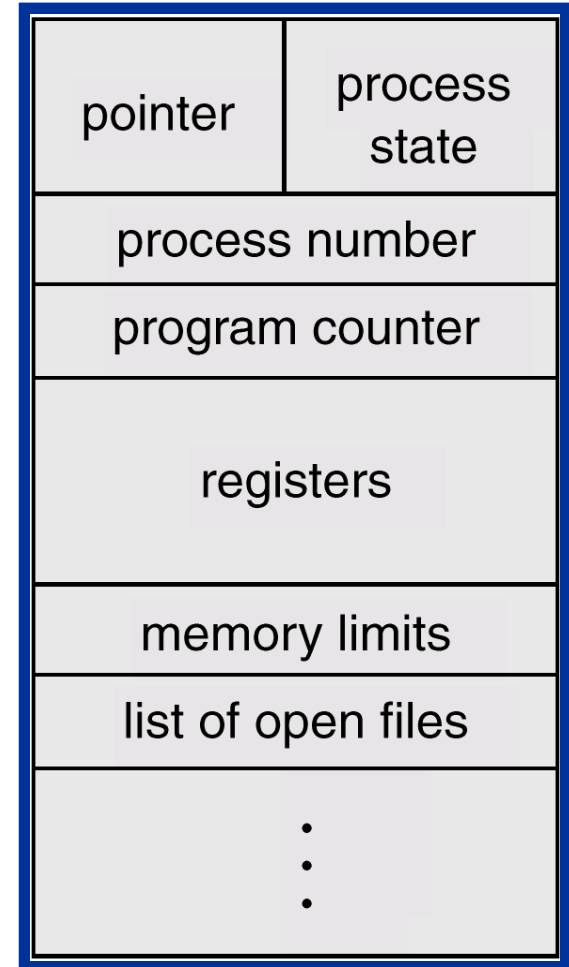 pointer
process
state
process number
program counter
registers
memory limits
list of open files
.
.
.